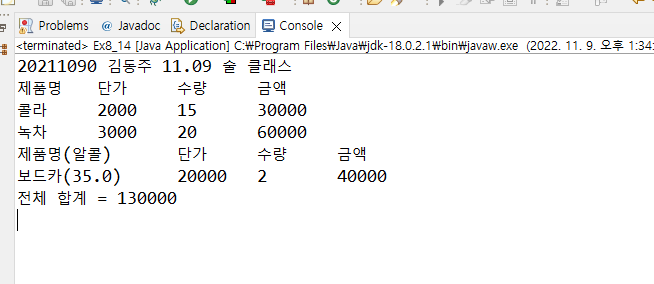 Problems Javadoc Declaration Console
<terminated> Ex8_14 [Java Application] C:\Program Files\Java\jdk-18.0.2.1\bin\javaw.exe (2022. 11. 9. 오후 1:34:
20211090 김동주 11.09 술 클래스
제품명 단가 수량 금액
콜라 2000 15 30000
녹차 3000 20 60000
제품명(알콜) 단가 수량 금액
보드카(35.0) 20000 2 40000
전체 합계 = 130000